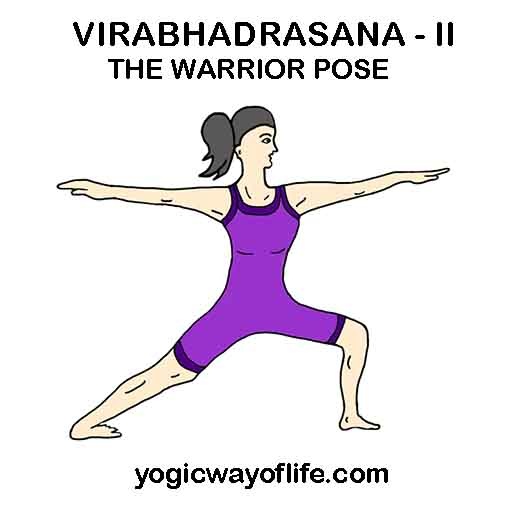 VIRABHADRASANA - II
THE WARRIOR POSE
yogicwayoflife.com